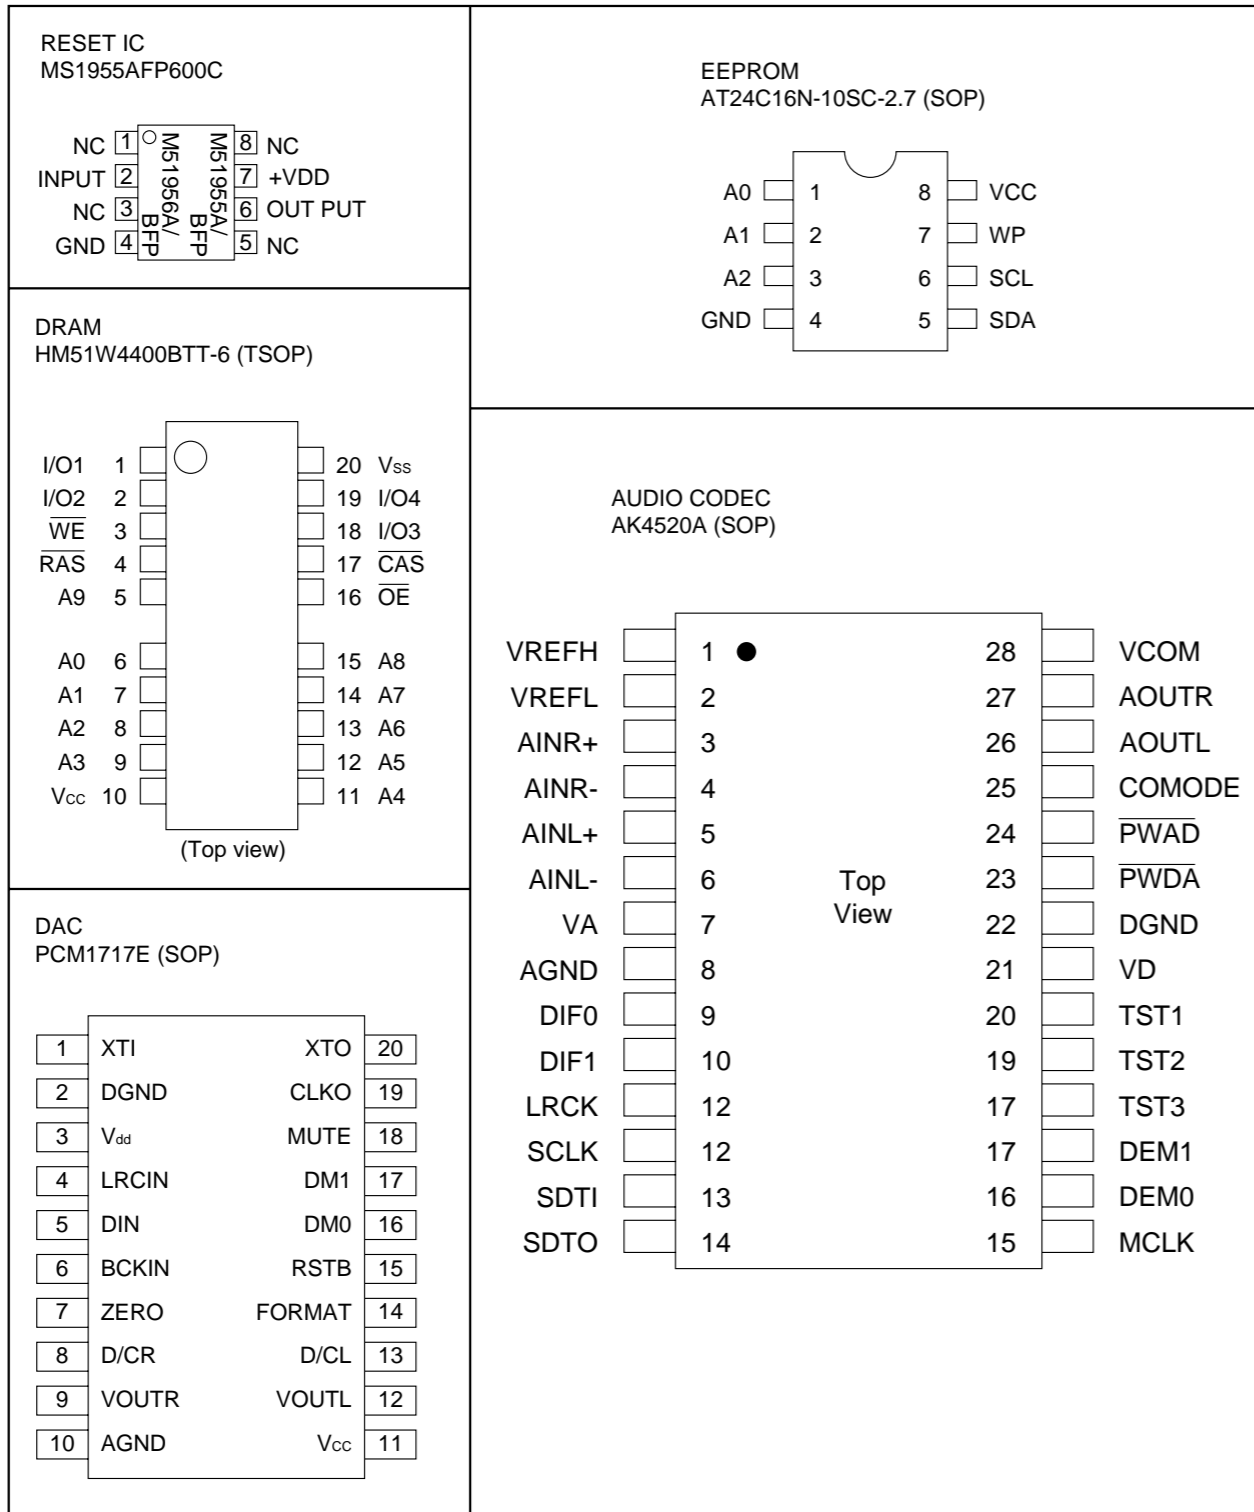 RESET IC
MS1955AFP600C
NC 1 8 NC
INPUT 2 7 +VDD
NC 3 6 OUT PUT
GND 4 5 NC
M51956A/
BFP
M51955A/
BFP
EEPROM
AT24C16N-10SC-2.7 (SOP)
A0 1 8 VCC
A1 2 7 WP
A2 3 6 SCL
GND 4 5 SDA
DRAM
HM51W4400BTT-6 (TSOP)
I/O1 1 20 Vss
I/O2 2 19 I/O4
WE 3 18 I/O3
RAS 4 17 CAS
A9 5 16 OE
A0 6 15 A8
A1 7 14 A7
A2 8 13 A6
A3 9 12 A5
Vcc 10 11 A4
(Top view)
AUDIO CODEC
AK4520A (SOP)
VREFH 1 28 VCOM
VREFL 2 27 AOUTR
AINR+ 3 26 AOUTL
AINR- 4 25 COMODE
AINL+ 5 24 PWAD
AINL- 6 23 PWDA
VA 7 22 DGND
AGND 8 21 VD
DIF0 9 20 TST1
DIF1 10 19 TST2
LRCK 12 17 TST3
SCLK 12 17 DEM1
SDTI 13 16 DEM0
SDTO 14 15 MCLK
Top
View
DAC
PCM1717E (SOP)
1 XTI XTO 20
2 DGND CLKO 19
3 Vdd MUTE 18
4 LRCIN DM1 17
5 DIN DM0 16
6 BCKIN RSTB 15
7 ZERO FORMAT 14
8 D/CR D/CL 13
9 VOUTR VOUTL 12
10 AGND Vcc 11